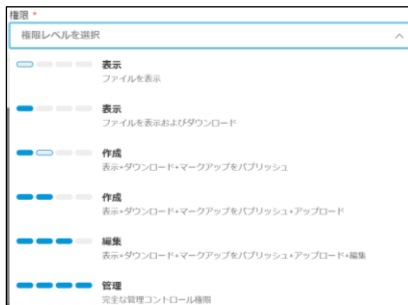 権限 *
権限レベルを選択
表示
ファイルを表示
表示
ファイルを表示およびダウンロード
作成
表示+ダウンロード+マークアップをパブリッシュ
作成
表示+ダウンロード+マークアップをパブリッシュ+アップロード
編集
表示+ダウンロード+マークアップをパブリッシュ+アップロード+編集
管理
完全な管理コントロール権限